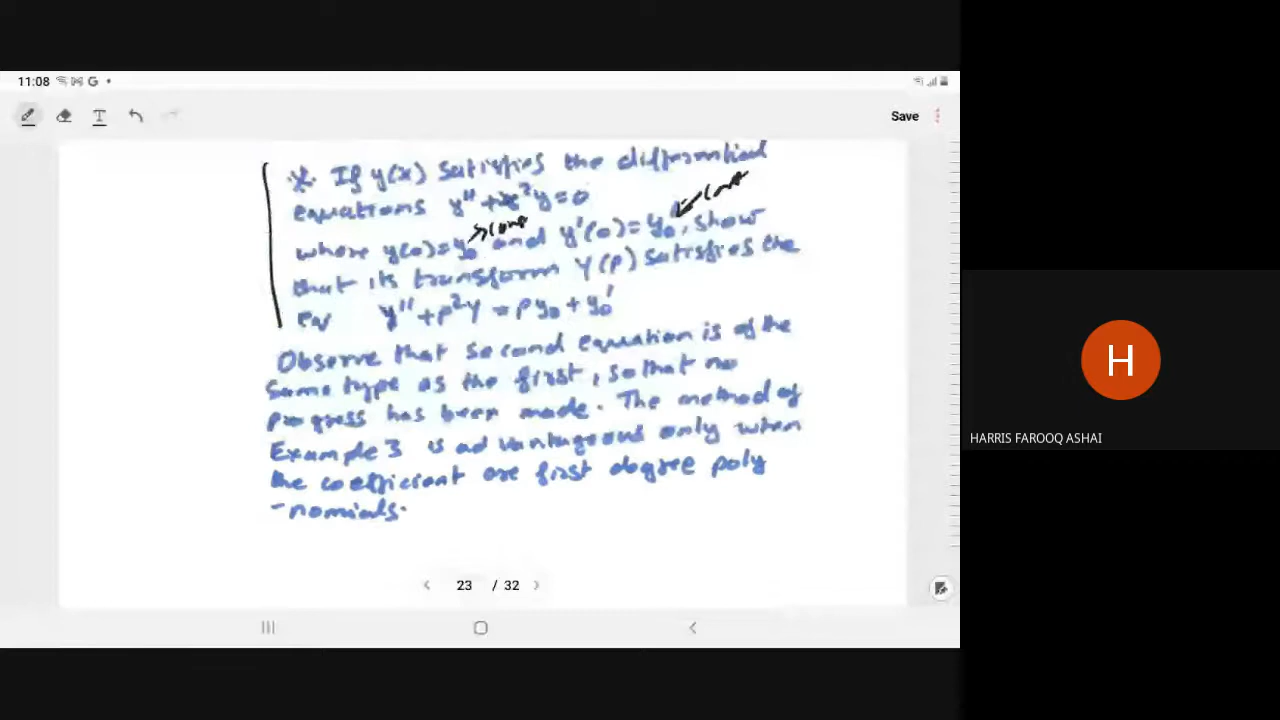 11:08
Save
* If y(x) satisfies the differential
equations y'' + x²y = 0
where y(0) = y₀ → const and y'(0) = y₀', ← const show
that its transform Y(p) satisfies the
eq Y'' + p²Y = p y₀ + y₀'
Observe that second equation is of the
same type as the first, so that no
progress has been made. The method of
Example 3 is advantageous only when
the coefficient are first degree poly
-nomials.
23 / 32
H
HARRIS FAROOQ ASHAI